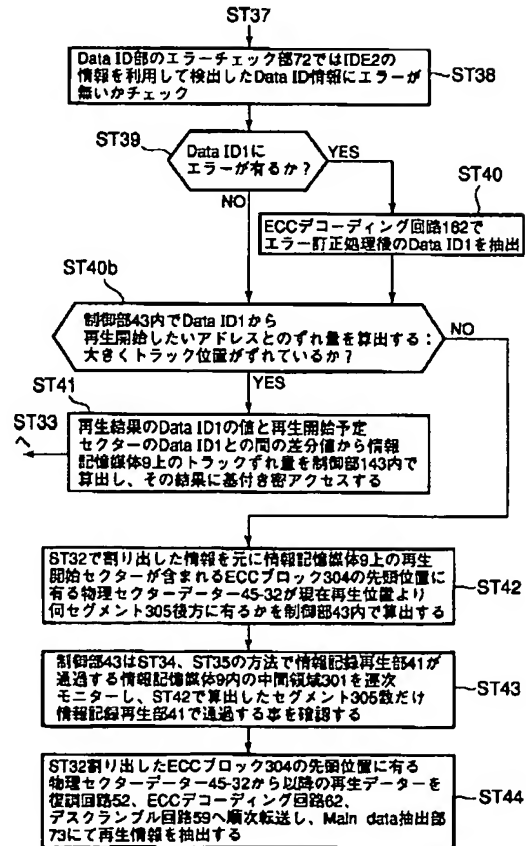 ST37
Data ID部のエラーチェック部72ではIDE2の
情報を利用して検出したData ID情報にエラーが
無いかチェック
ST38
ST39
Data ID1に
エラーが有るか？
YES
NO
ST40
ECCデコーディング回路162で
エラー訂正処理後のData ID1を抽出
ST40b
制御部43内でData ID1から
再生開始したいアドレスとのずれ量を算出する：
大きくトラック位置がずれているか？
NO
YES
ST41
ST33
へ
再生結果のData ID1の値と再生開始予定
セクターのData ID1との間の差分値から情報
記憶媒体9上のトラックずれ量を制御部143内で
算出し、その結果に基付き密アクセスする
ST32で割り出した情報を元に情報記憶媒体9上の再生
開始セクターが含まれるECCブロック304の先頭位置に
有る物理セクターデーター45-32が現在再生位置より
何セグメント305後方に有るかを制御部43内で算出する
ST42
制御部43はST34、ST35の方法で情報記録再生部41が
通過する情報記憶媒体9内の中間領域301を逐次
モニターし、ST42で算出したセグメント305数だけ
情報記録再生部41で通過する事を確認する
ST43
ST32割り出したECCブロック304の先頭位置に有る
物理セクターデーター45-32から以降の再生データーを
復調回路52、ECCデコーディング回路62、
デスクランブル回路59へ順次転送し、Main data抽出部
73にて再生情報を抽出する
ST44